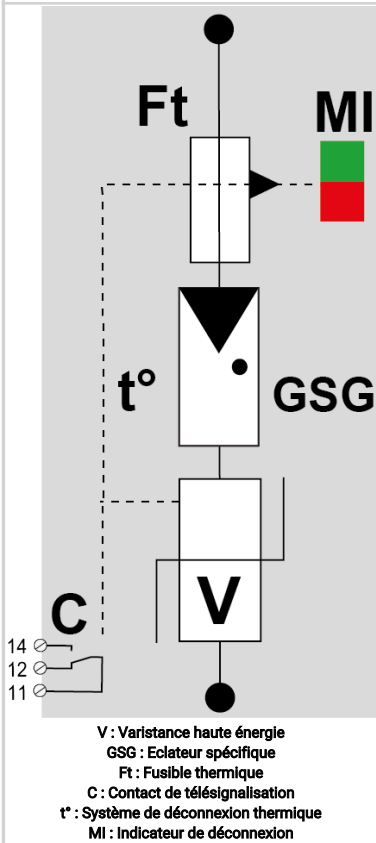 Ft
MI
t°
GSG
V
C
14
12
11
V : Varistance haute énergie
GSG : Eclateur spécifique
Ft : Fusible thermique
C : Contact de télésignalisation
t° : Système de déconnexion thermique
MI : Indicateur de déconnexion